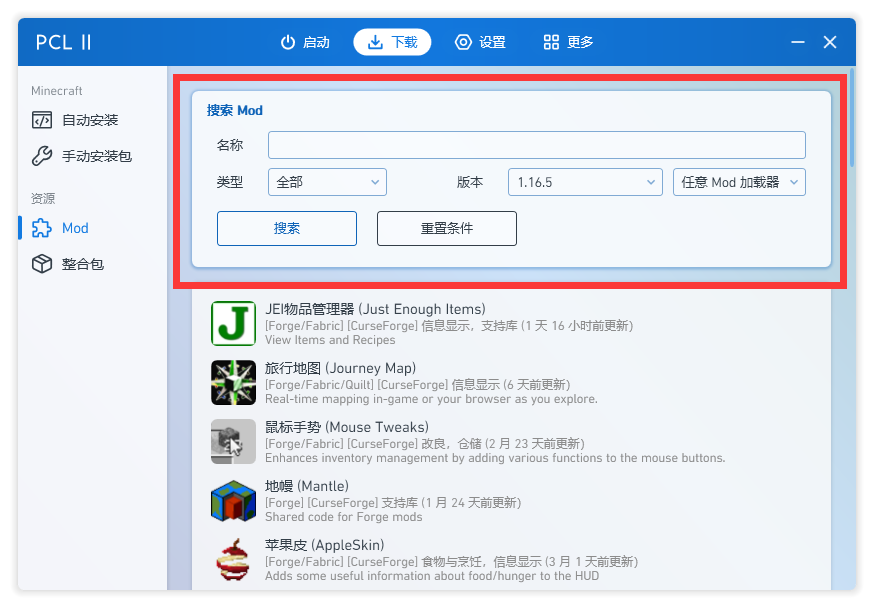 PCL II
启动
下载
设置
更多
Minecraft
自动安装
手动安装包
资源
Mod
整合包
搜索 Mod
名称
类型 全部 版本 1.16.5 任意 Mod 加载器
搜索 重置条件
JEI物品管理器 (Just Enough Items)
[Forge/Fabric] [CurseForge] 信息显示，支持库 (1 天 16 小时前更新)
View Items and Recipes
旅行地图 (Journey Map)
[Forge/Fabric/Quilt] [CurseForge] 信息显示 (6 天前更新)
Real-time mapping in-game or your browser as you explore.
鼠标手势 (Mouse Tweaks)
[Forge/Fabric] [CurseForge] 改良，仓储 (2 月 23 天前更新)
Enhances inventory management by adding various functions to the mouse buttons.
地幔 (Mantle)
[Forge] [CurseForge] 支持库 (1 月 24 天前更新)
Shared code for Forge mods
苹果皮 (AppleSkin)
[Forge/Fabric] [CurseForge] 食物与烹饪，信息显示 (3 月 1 天前更新)
Adds some useful information about food/hunger to the HUD